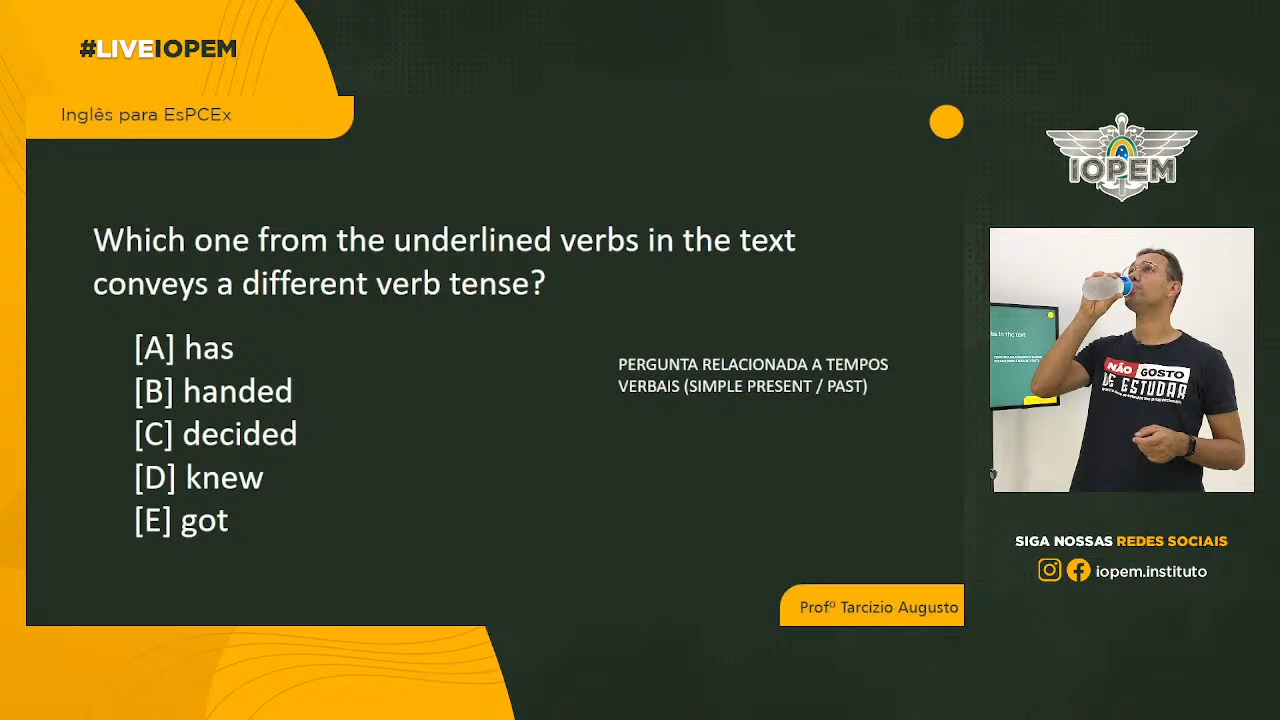 #LIVEIOPEM
Inglês para EsPCEx
IOPEM
Which one from the underlined verbs in the text
conveys a different verb tense?
[A] has
[B] handed
[C] decided
[D] knew
[E] got
PERGUNTA RELACIONADA A TEMPOS
VERBAIS (SIMPLE PRESENT / PAST)
NÃO GOSTO
DE ESTUDAR
SIGA NOSSAS REDES SOCIAIS
iopem.instituto
Profº Tarcízio Augusto